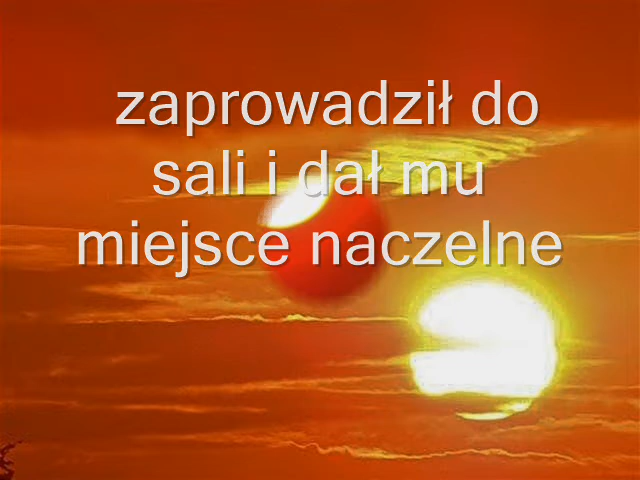 zaprowadził do
sali i dał mu
miejsce naczelne